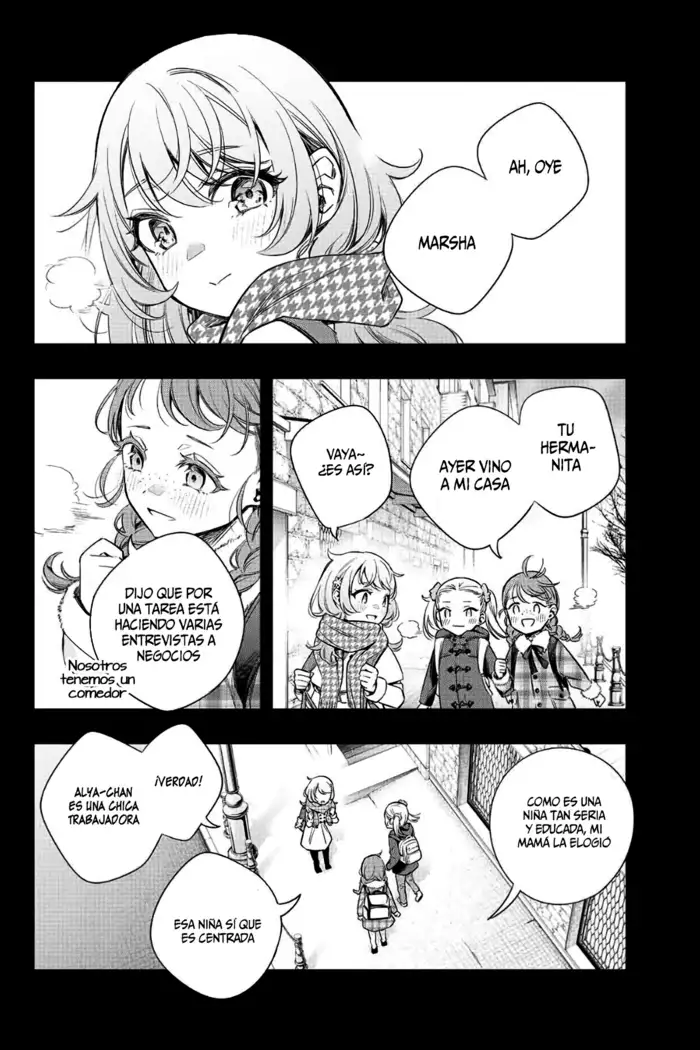 AH, OYE
MARSHA
TU
HERMA-
NITA
AYER VINO
A MI CASA
VAYA~
¿ES ASÍ?
DIJO QUE POR
UNA TAREA ESTÁ
HACIENDO VARIAS
ENTREVISTAS A
NEGOCIOS
Nosotros
tenemos un
comedor
COMO ES UNA
NIÑA TAN SERIA
Y EDUCADA, MI
MAMÁ LA ELOGIÓ
¡VERDAD!
ALYA-CHAN
ES UNA CHICA
TRABAJADORA
ESA NIÑA SÍ QUE
ES CENTRADA